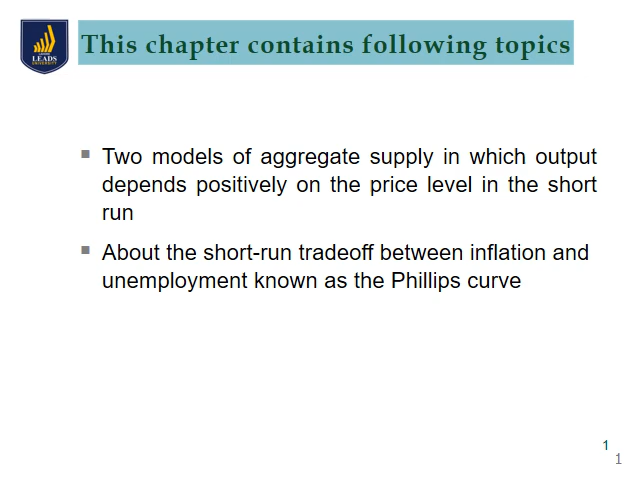 LEADS
UNIVERSITY
This chapter contains following topics
Two models of aggregate supply in which output
depends positively on the price level in the short
run
About the short-run tradeoff between inflation and
unemployment known as the Phillips curve
1
1